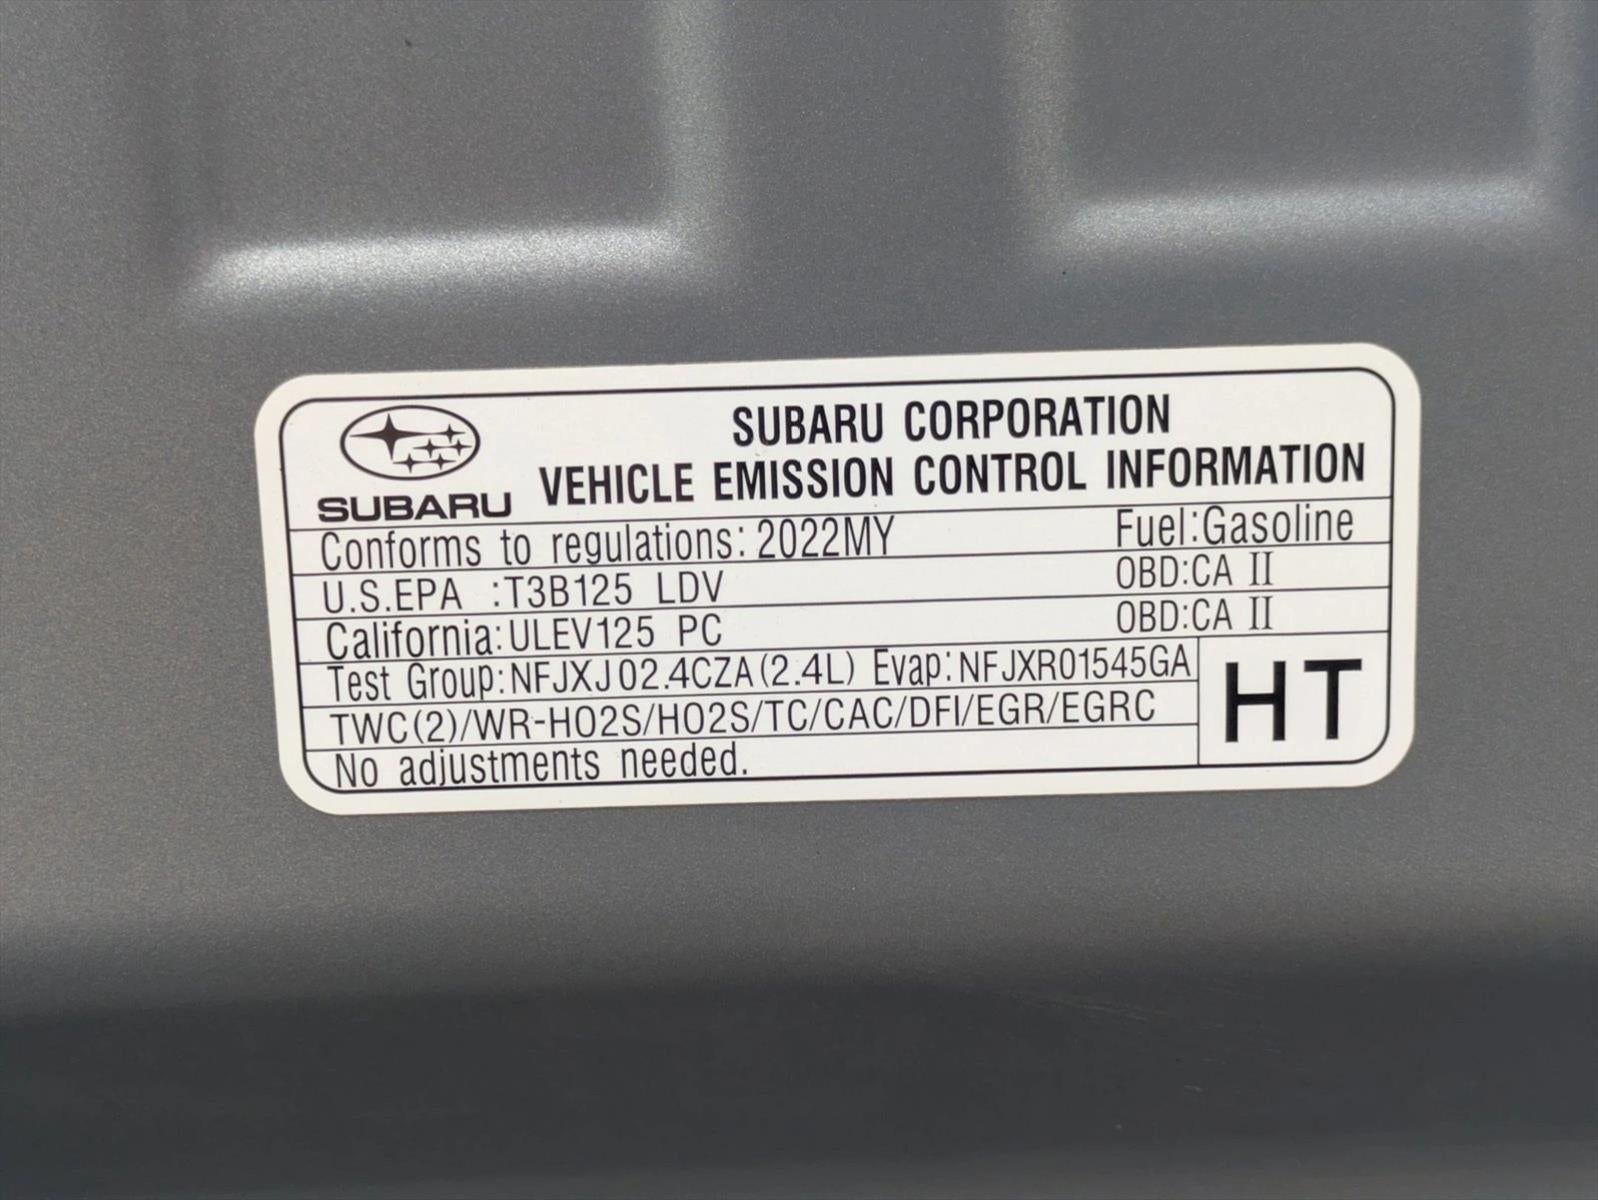 SUBARU CORPORATION
VEHICLE EMISSION CONTROL INFORMATION
SUBARU
Conforms to regulations: 2022MY Fuel:Gasoline
U.S.EPA :T3B125 LDV OBD:CA II
California:ULEV125 PC OBD:CA II
Test Group:NFJXJ02.4CZA(2.4L) Evap:NFJXR01545GA
TWC(2)/WR-HO2S/HO2S/TC/CAC/DFI/EGR/EGRC
No adjustments needed.
HT